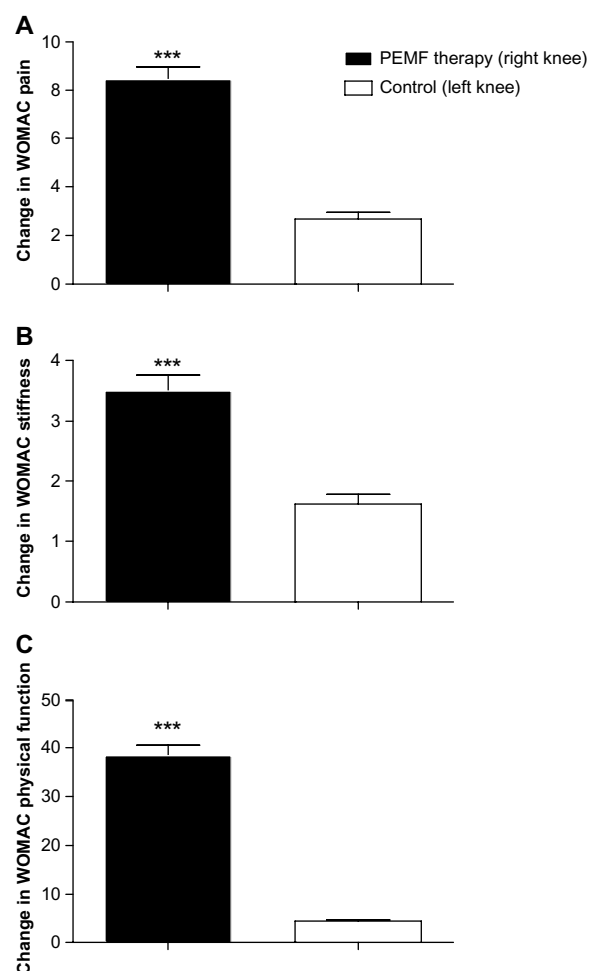 A
Change in WOMAC pain
10
8
6
4
2
0
***
PEMF therapy (right knee)
Control (left knee)
B
Change in WOMAC stiffness
4
3
2
1
0
***
C
Change in WOMAC physical function
50
40
30
20
10
0
***